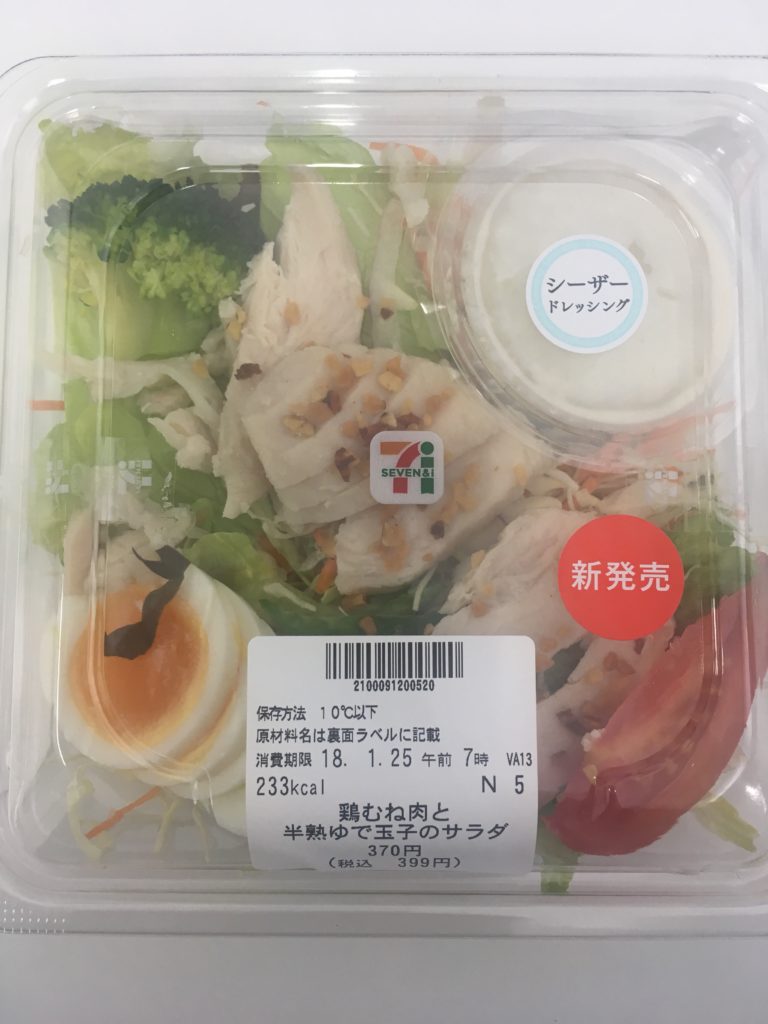 シーザー
ドレッシング
SEVEN&i
新発売
2100091200520
保存方法 10℃以下
原材料名は裏面ラベルに記載
消費期限 18. 1.25 午前 7時 VA13
233kcal N 5
鶏むね肉と
半熟ゆで玉子のサラダ
370円
(税込 399円)